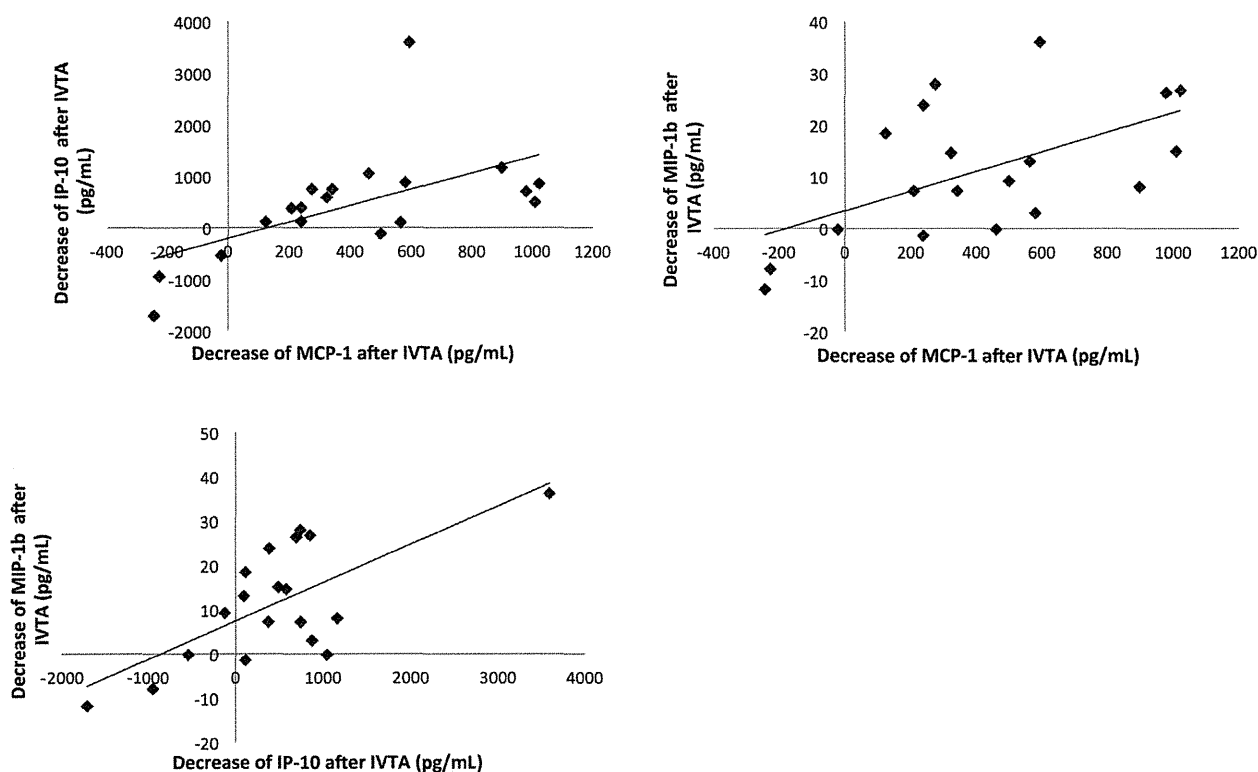 4000
3000
2000
1000
0
-1000
-2000
-400 -200 0 200 400 600 800 1000 1200
Decrease of IP-10 after IVTA
(pg/mL)
Decrease of MCP-1 after IVTA (pg/mL)
40
30
20
10
0
-10
-20
-400 -200 0 200 400 600 800 1000 1200
Decrease of MIP-1b after
IVTA (pg/mL)
Decrease of MCP-1 after IVTA (pg/mL)
50
40
30
20
10
0
-10
-20
-2000 -1000 0 1000 2000 3000 4000
Decrease of MIP-1b after
IVTA (pg/mL)
Decrease of IP-10 after IVTA (pg/mL)